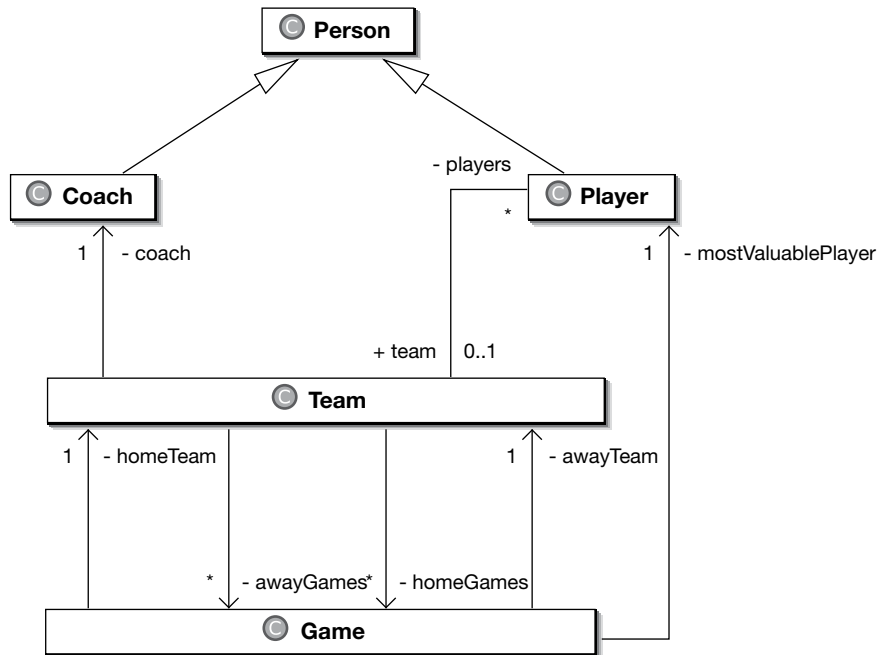 C Person
- players
C Coach
C Player
*
1 - coach
1 - mostValuablePlayer
+ team 0..1
C Team
1 - homeTeam
1 - awayTeam
* - awayGames
* - homeGames
C Game